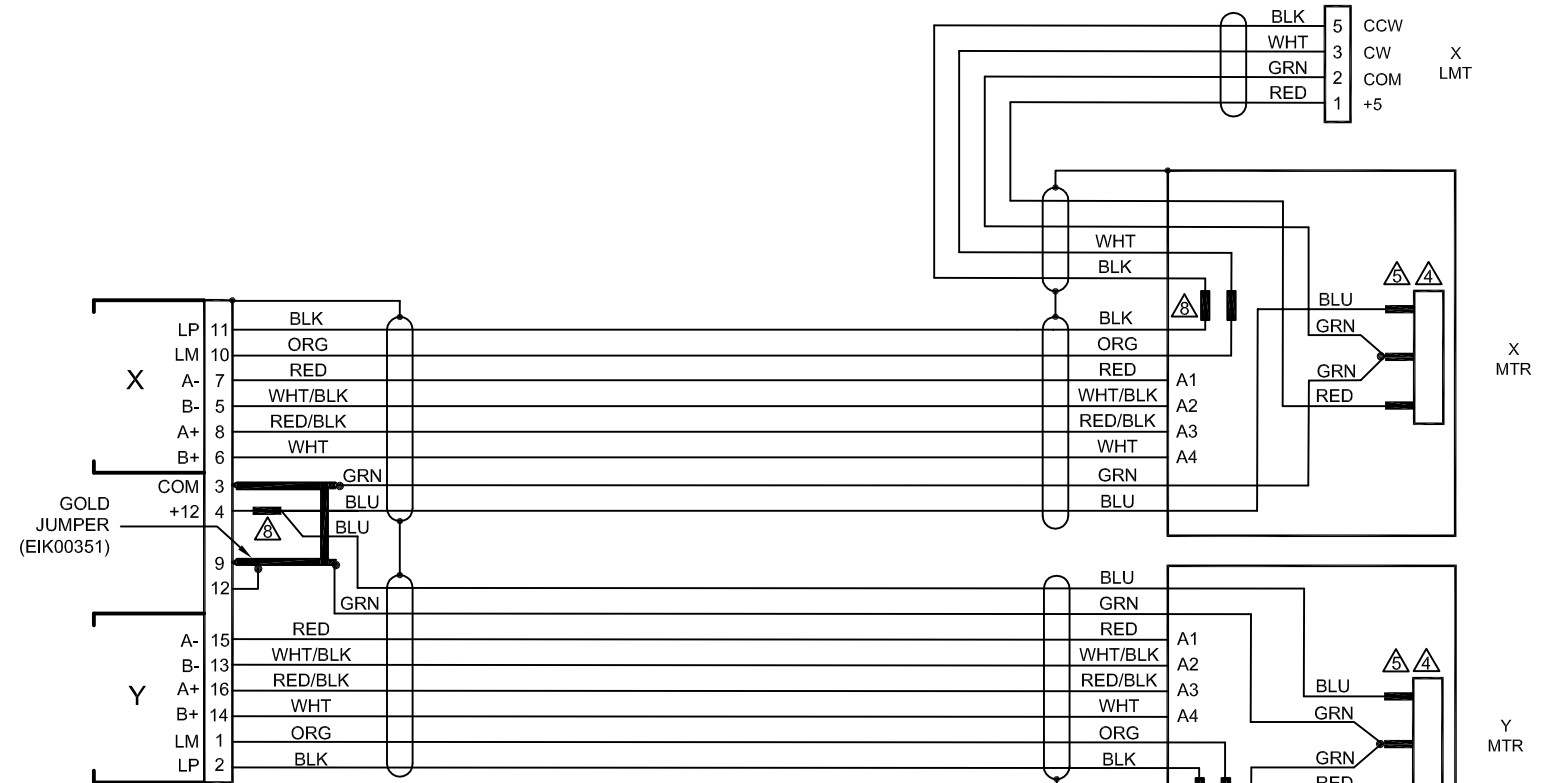 BLK 5 CCW
WHT 3 CW
GRN 2 COM
RED 1 +5
X
LMT
WHT
BLK
5 4
8
BLU
GRN
GRN
RED
X
MTR
X
LP 11 BLK BLK
LM 10 ORG ORG
A- 7 RED RED A1
B- 5 WHT/BLK WHT/BLK A2
A+ 8 RED/BLK RED/BLK A3
B+ 6 WHT WHT A4
COM 3 GRN GRN
+12 4 BLU BLU
8
BLU
GOLD
JUMPER
(EIK00351)
9
12
BLU
GRN GRN
Y
A- 15 RED RED A1
B- 13 WHT/BLK WHT/BLK A2
A+ 16 RED/BLK RED/BLK A3
B+ 14 WHT WHT A4
LM 1 ORG ORG
LP 2 BLK BLK
5 4
BLU
GRN
GRN
RED
Y
MTR